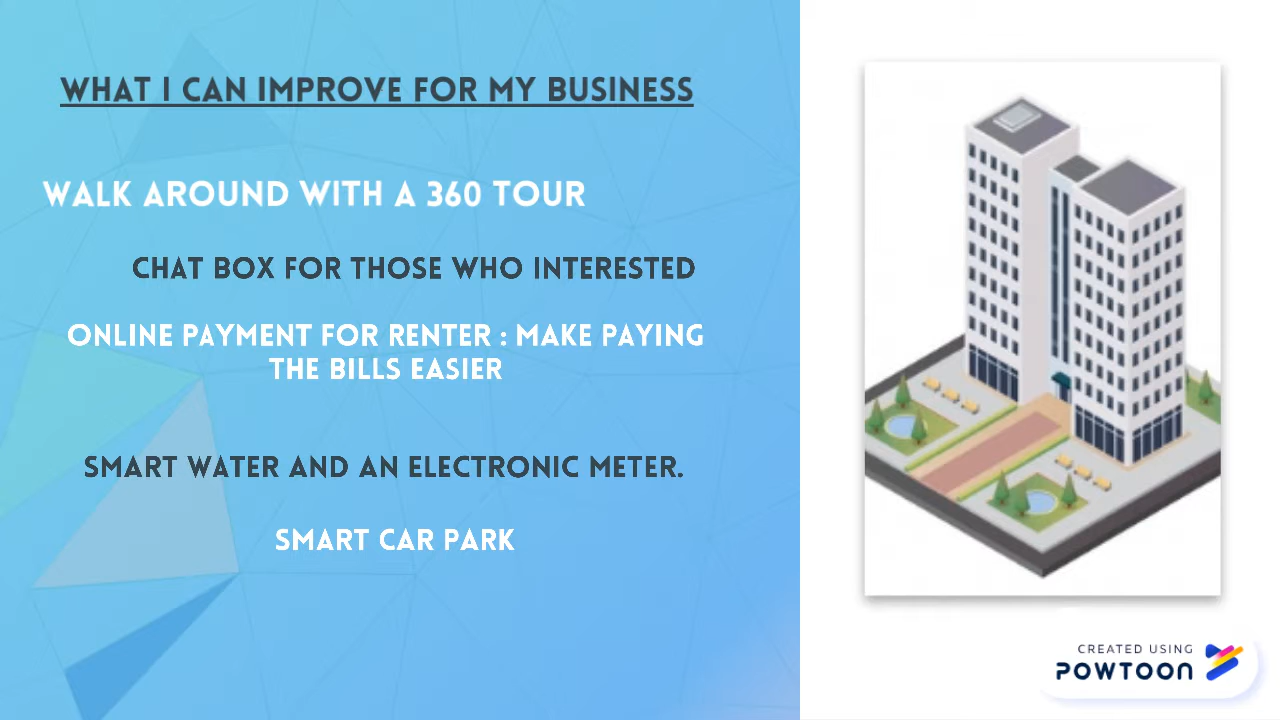 WHAT I CAN IMPROVE FOR MY BUSINESS
WALK AROUND WITH A 360 TOUR
CHAT BOX FOR THOSE WHO INTERESTED
ONLINE PAYMENT FOR RENTER : MAKE PAYING
THE BILLS EASIER
SMART WATER AND AN ELECTRONIC METER.
SMART CAR PARK
CREATED USING
POWTOON